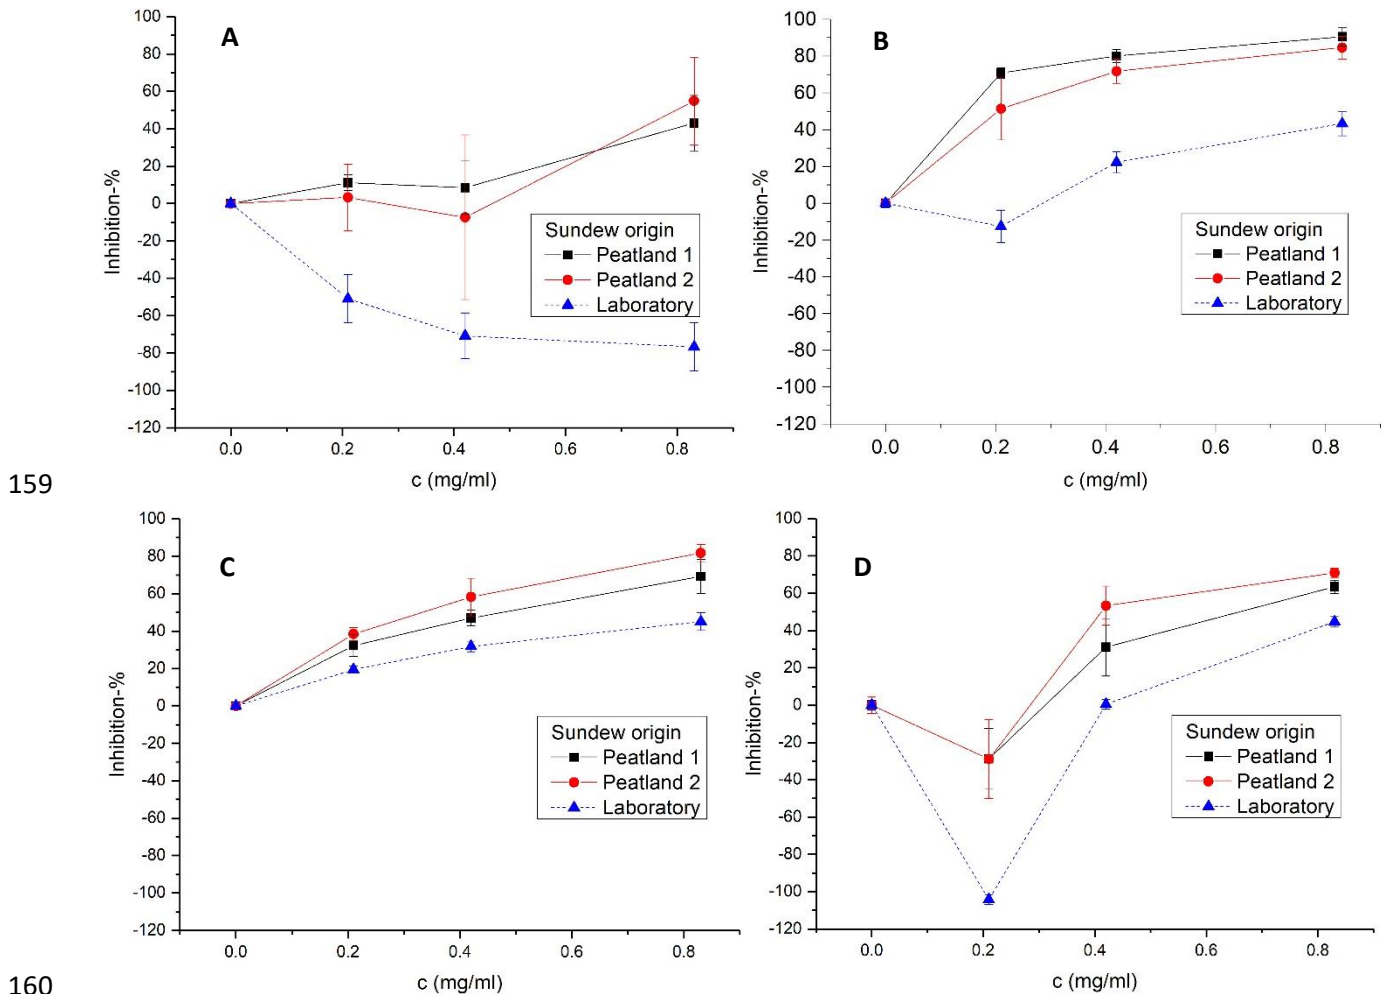 A
100
80
60
40
20
0
-20
-40
-60
-80
-100
-120
Inhibition-%
0.0 0.2 0.4 0.6 0.8
c (mg/ml)
Sundew origin
Peatland 1
Peatland 2
Laboratory
B
100
80
60
40
20
0
-20
-40
-60
-80
-100
-120
Inhibition-%
0.0 0.2 0.4 0.6 0.8
c (mg/ml)
Sundew origin
Peatland 1
Peatland 2
Laboratory
159
C
100
80
60
40
20
0
-20
-40
-60
-80
-100
-120
Inhibition-%
0.0 0.2 0.4 0.6 0.8
c (mg/ml)
Sundew origin
Peatland 1
Peatland 2
Laboratory
D
100
80
60
40
20
0
-20
-40
-60
-80
-100
-120
Inhibition-%
0.0 0.2 0.4 0.6 0.8
c (mg/ml)
Sundew origin
Peatland 1
Peatland 2
Laboratory
160